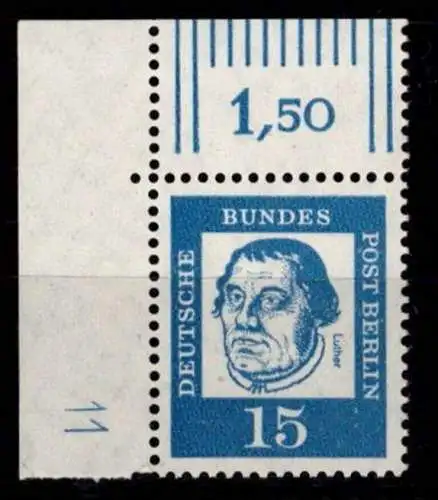 1,50
BUNDES
DEUTSCHE
POST BERLIN
Luther
15
11